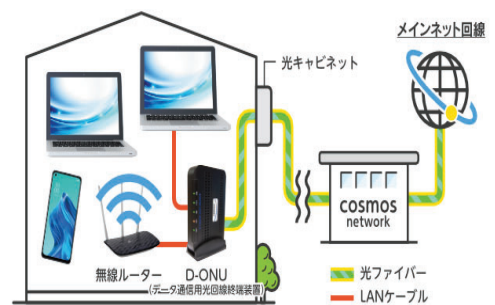 メインネット回線
光キャビネット
cosmos
network
無線ルーター
D-ONU
(データ通信用光回線終端装置)
光ファイバー
LANケーブル